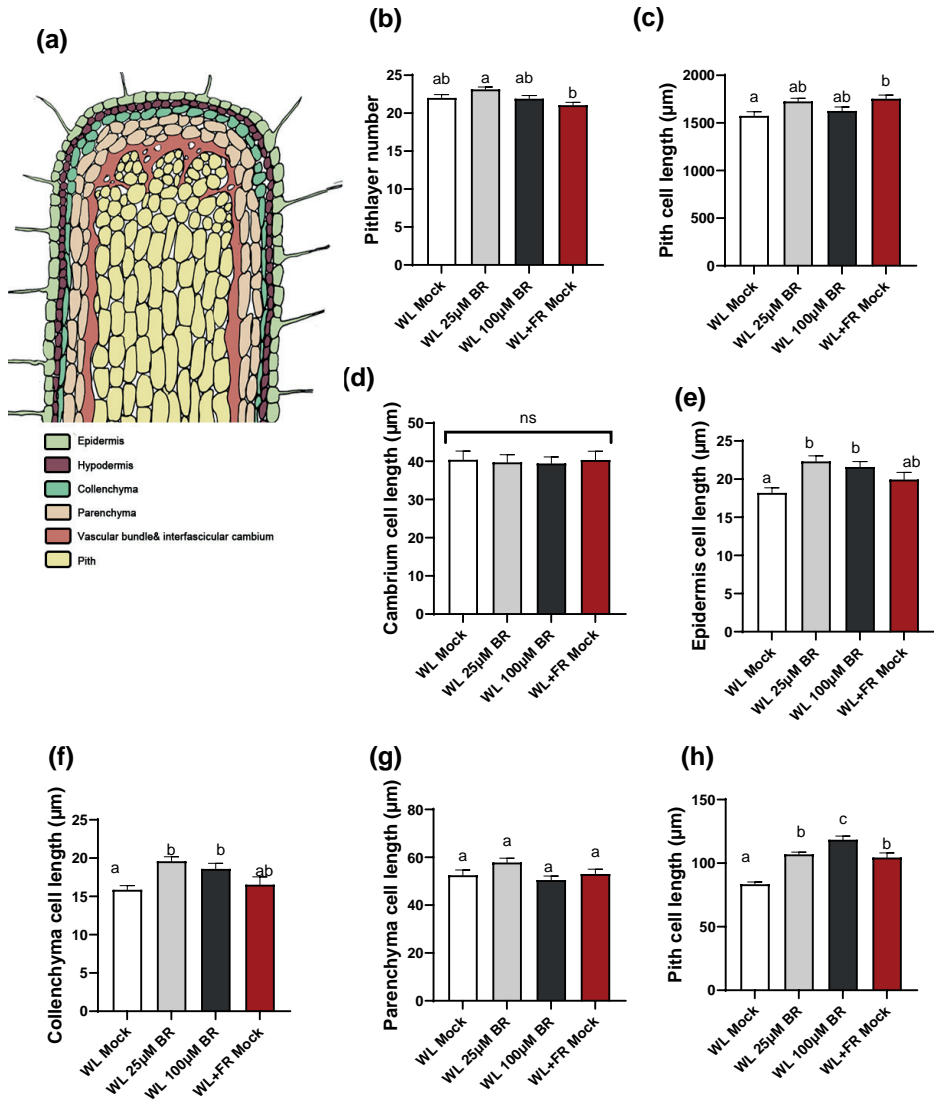 (a)
Epidermis
Hypodermis
Collenchyma
Parenchyma
Vascular bundle& interfascicular cambium
Pith
(b)
Pithlayer number
25
20
15
10
5
0
ab
a
ab
b
WL Mock
WL 25μM BR
WL 100μM BR
WL+FR Mock
(c)
Pith cell length (μm)
2000
1500
1000
500
0
a
ab
ab
b
WL Mock
WL 25μM BR
WL 100μM BR
WL+FR Mock
(d)
Cambrium cell length (μm)
50
40
30
20
10
0
ns
WL Mock
WL 25μM BR
WL 100μM BR
WL+FR Mock
(e)
Epidermis cell length (μm)
25
20
15
10
5
0
a
b
b
ab
WL Mock
WL 25μM BR
WL 100μM BR
WL+FR Mock
(f)
Collenchyma cell length (μm)
25
20
15
10
5
0
a
b
b
ab
WL Mock
WL 25μM BR
WL 100μM BR
WL+FR Mock
(g)
Parenchyma cell length (μm)
80
60
40
20
0
a
a
a
a
WL Mock
WL 25μM BR
WL 100μM BR
WL+FR Mock
(h)
Pith cell length (μm)
150
100
50
0
a
b
c
b
WL Mock
WL 25μM BR
WL 100μM BR
WL+FR Mock